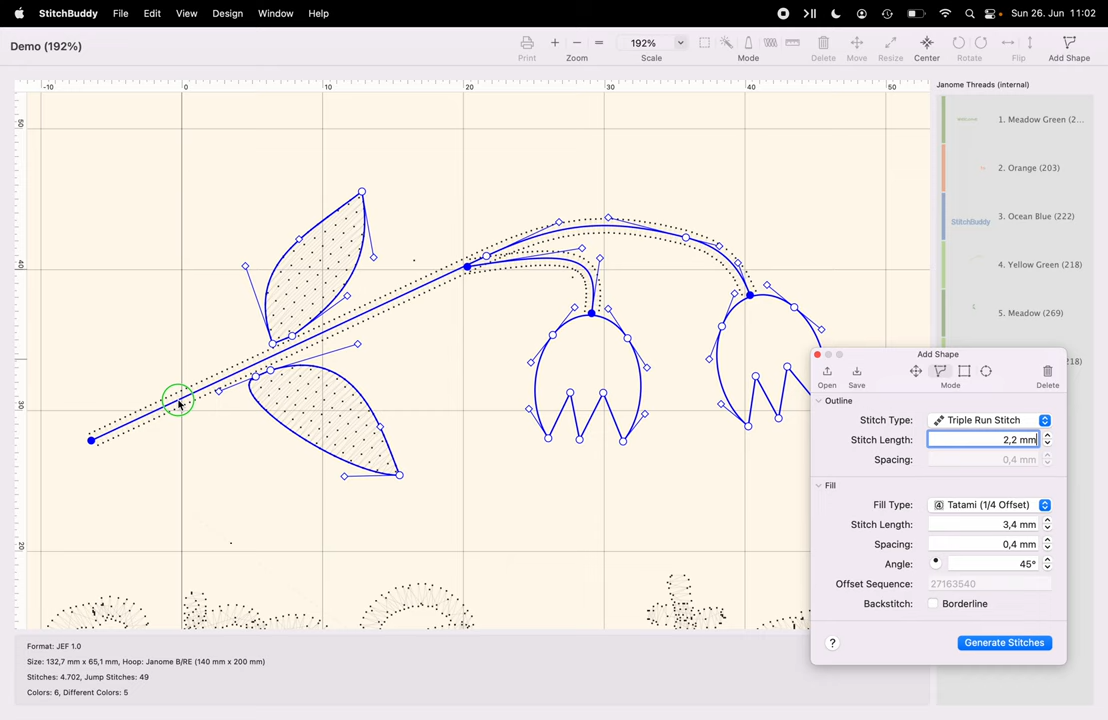 StitchBuddy File Edit View Design Window Help Sun 26. Jun 11:02
Demo (192%)
192%
Print Zoom Scale Mode Delete Move Resize Center Rotate Flip Add Shape
-10 0 10 20 30 40 50
50
40
30
20
Janome Threads (internal)
1. Meadow Green (2...
2. Orange (203)
StitchBuddy 3. Ocean Blue (222)
4. Yellow Green (218)
5. Meadow (269)
218)
Add Shape
Open Save Mode Delete
Outline
Stitch Type: Triple Run Stitch
Stitch Length: 2,2 mm
Spacing: 0,4 mm
Fill
Fill Type: 4 Tatami (1/4 Offset)
Stitch Length: 3,4 mm
Spacing: 0,4 mm
Angle: 45°
Offset Sequence: 27163540
Backstitch: Borderline
? Generate Stitches
Format: JEF 1.0
Size: 132,7 mm x 65,1 mm, Hoop: Janome B/RE (140 mm x 200 mm)
Stitches: 4.702, Jump Stitches: 49
Colors: 6, Different Colors: 5